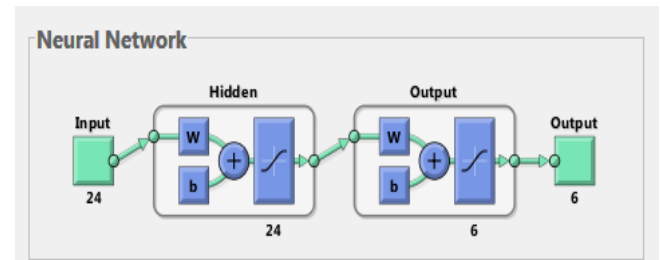 Neural Network
Hidden
Output
Input
Output
W
W
+
+
b
b
24
6
24
6